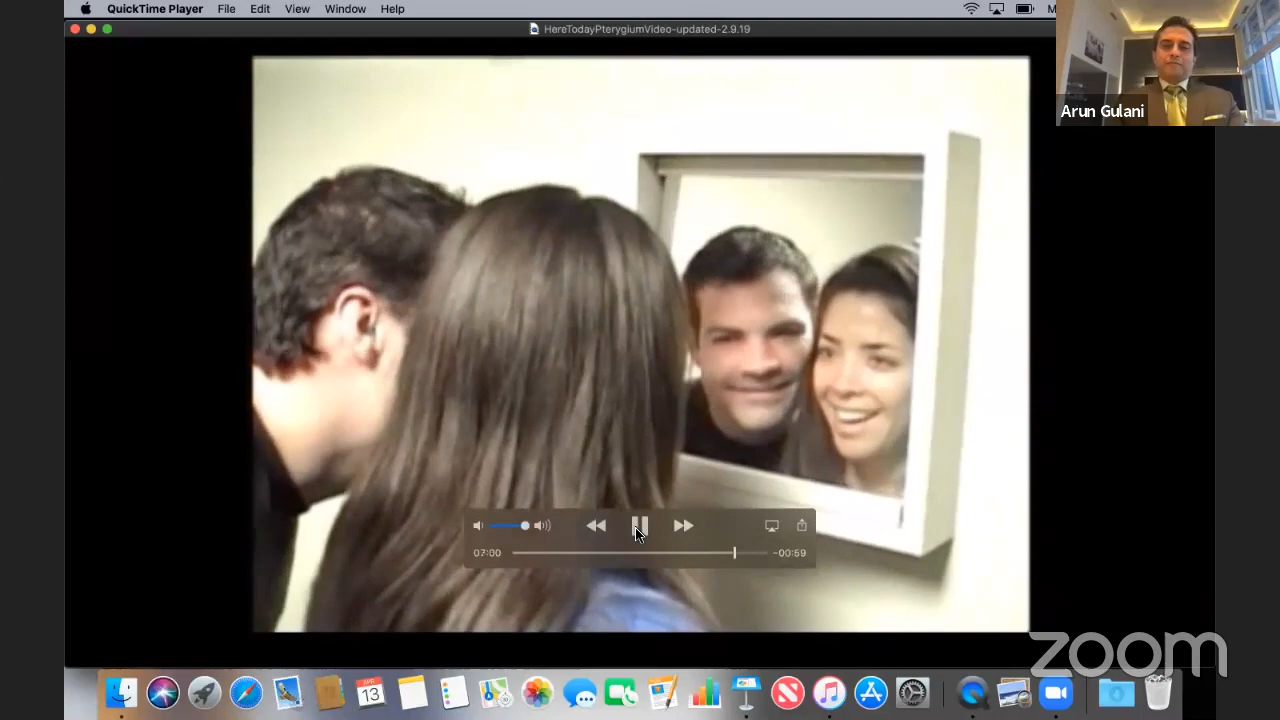 QuickTime Player File Edit View Window Help
HereTodayPterygiumVideo-updated-2.9.19
Arun Gulani
07:00
-00:59
zoom
APR
13